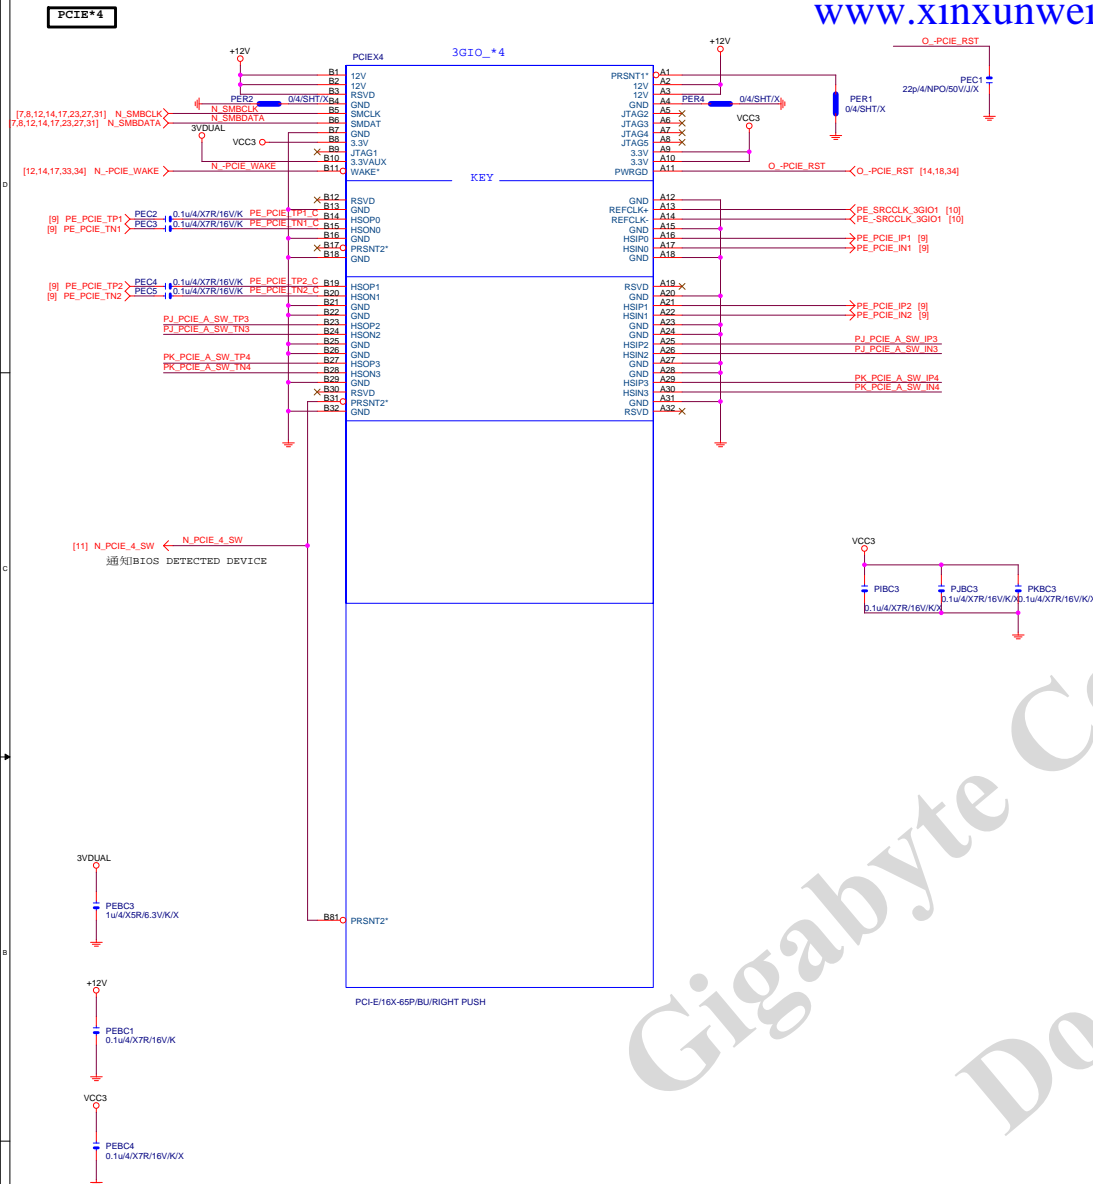 PCIE*4
www.xinxunwei
3GIO_*4
PCIEX4
+12V
+12V
O_-PCIE_RST
PEC1
22p/4/NPO/50V/J/X
B1 12V
B2 12V
B3 RSVD
B4 GND
B5 SMCLK
B6 SMDAT
B7 GND
B8 3.3V
B9 JTAG1
B10 3.3VAUX
B11 WAKE*
PRSNT1* A1
12V A2
12V A3
GND A4
JTAG2 A5
JTAG3 A6
JTAG4 A7
JTAG5 A8
3.3V A9
3.3V A10
PWRGD A11
PER2 0/4/SHT/X
PER4 0/4/SHT/X
PER1
0/4/SHT/X
[7,8,12,14,17,23,27,31] N_SMBCLK N_SMBCLK
7,8,12,14,17,23,27,31] N_SMBDATA N_SMBDATA
3VDUAL
VCC3
VCC3
[12,14,17,33,34] N_-PCIE_WAKE N_-PCIE_WAKE
O_-PCIE_RST O_-PCIE_RST [14,18,34]
KEY
B12 RSVD
B13 GND
B14 HSOP0
B15 HSON0
B16 GND
B17 PRSNT2*
B18 GND
GND A12
REFCLK+ A13
REFCLK- A14
GND A15
HSIP0 A16
HSIN0 A17
GND A18
[9] PE_PCIE_TP1 PEC2 0.1u/4/X7R/16V/K PE_PCIE_TP1_C
[9] PE_PCIE_TN1 PEC3 0.1u/4/X7R/16V/K PE_PCIE_TN1_C
PE_SRCCLK_3GIO1 [10]
PE_-SRCCLK_3GIO1 [10]
PE_PCIE_IP1 [9]
PE_PCIE_IN1 [9]
[9] PE_PCIE_TP2 PEC4 0.1u/4/X7R/16V/K PE_PCIE_TP2_C
[9] PE_PCIE_TN2 PEC5 0.1u/4/X7R/16V/K PE_PCIE_TN2_C
B19 HSOP1
B20 HSON1
B21 GND
B22 GND
B23 HSOP2
B24 HSON2
B25 GND
B26 GND
B27 HSOP3
B28 HSON3
B29 GND
B30 RSVD
B31 PRSNT2*
B32 GND
RSVD A19
GND A20
HSIP1 A21
HSIN1 A22
GND A23
GND A24
HSIP2 A25
HSIN2 A26
GND A27
GND A28
HSIP3 A29
HSIN3 A30
GND A31
RSVD A32
PE_PCIE_IP2 [9]
PE_PCIE_IN2 [9]
PJ_PCIE_A_SW_TP3
PJ_PCIE_A_SW_TN3
PK_PCIE_A_SW_TP4
PK_PCIE_A_SW_TN4
PJ_PCIE_A_SW_IP3
PJ_PCIE_A_SW_IN3
PK_PCIE_A_SW_IP4
PK_PCIE_A_SW_IN4
[11] N_PCIE_4_SW N_PCIE_4_SW
通知BIOS DETECTED DEVICE
VCC3
PIBC3
0.1u/4/X7R/16V/K/X
PJBC3
0.1u/4/X7R/16V/K/X
PKBC3
0.1u/4/X7R/16V/K/X
B81 PRSNT2*
PCI-E/16X-65P/BU/RIGHT PUSH
3VDUAL
PEBC3
1u/4/X5R/6.3V/K/X
+12V
PEBC1
0.1u/4/X7R/16V/K
VCC3
PEBC4
0.1u/4/X7R/16V/K/X
D
C
B
Gigabyte Co
Do